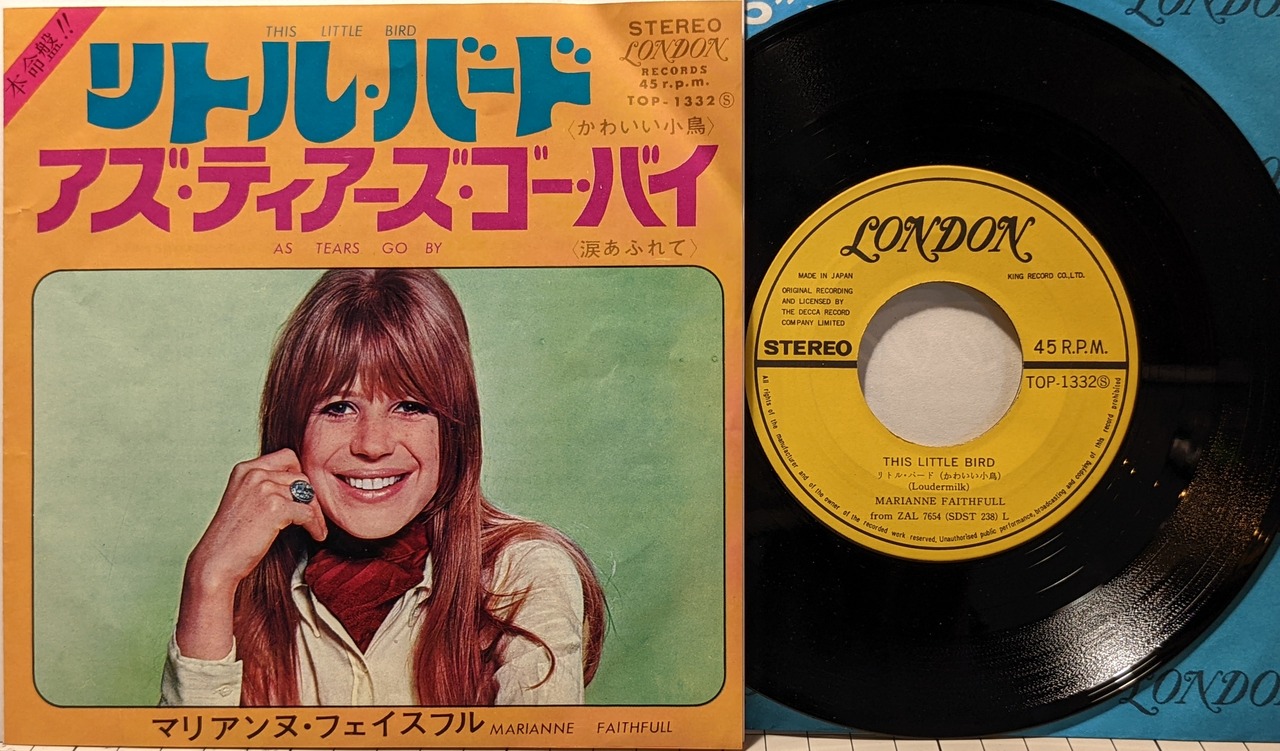 本命盤!!
THIS LITTLE BIRD
リトル・バード
〈かわいい小鳥〉
STEREO
LONDON
RECORDS
45 r.p.m.
TOP-1332Ⓢ
アズ・ティアーズ・ゴー・バイ
AS TEARS GO BY
〈涙あふれて〉
マリアンヌ・フェイスフル MARIANNE FAITHFULL
LONDON
MADE IN JAPAN
KING RECORD CO.,LTD.
ORIGINAL RECORDING
AND LICENSED BY
THE DECCA RECORD
COMPANY LIMITED
STEREO
45 R.P.M.
TOP-1332Ⓢ
THIS LITTLE BIRD
リトル・バード (かわいい小鳥)
(Loudermilk)
MARIANNE FAITHFULL
from ZAL 7654 (SDST 238) L
All rights of the manufacturer and of the owner of the recorded work reserved. Unauthorised public performance, broadcasting and copying of this record prohibited
LONDO
LONDO